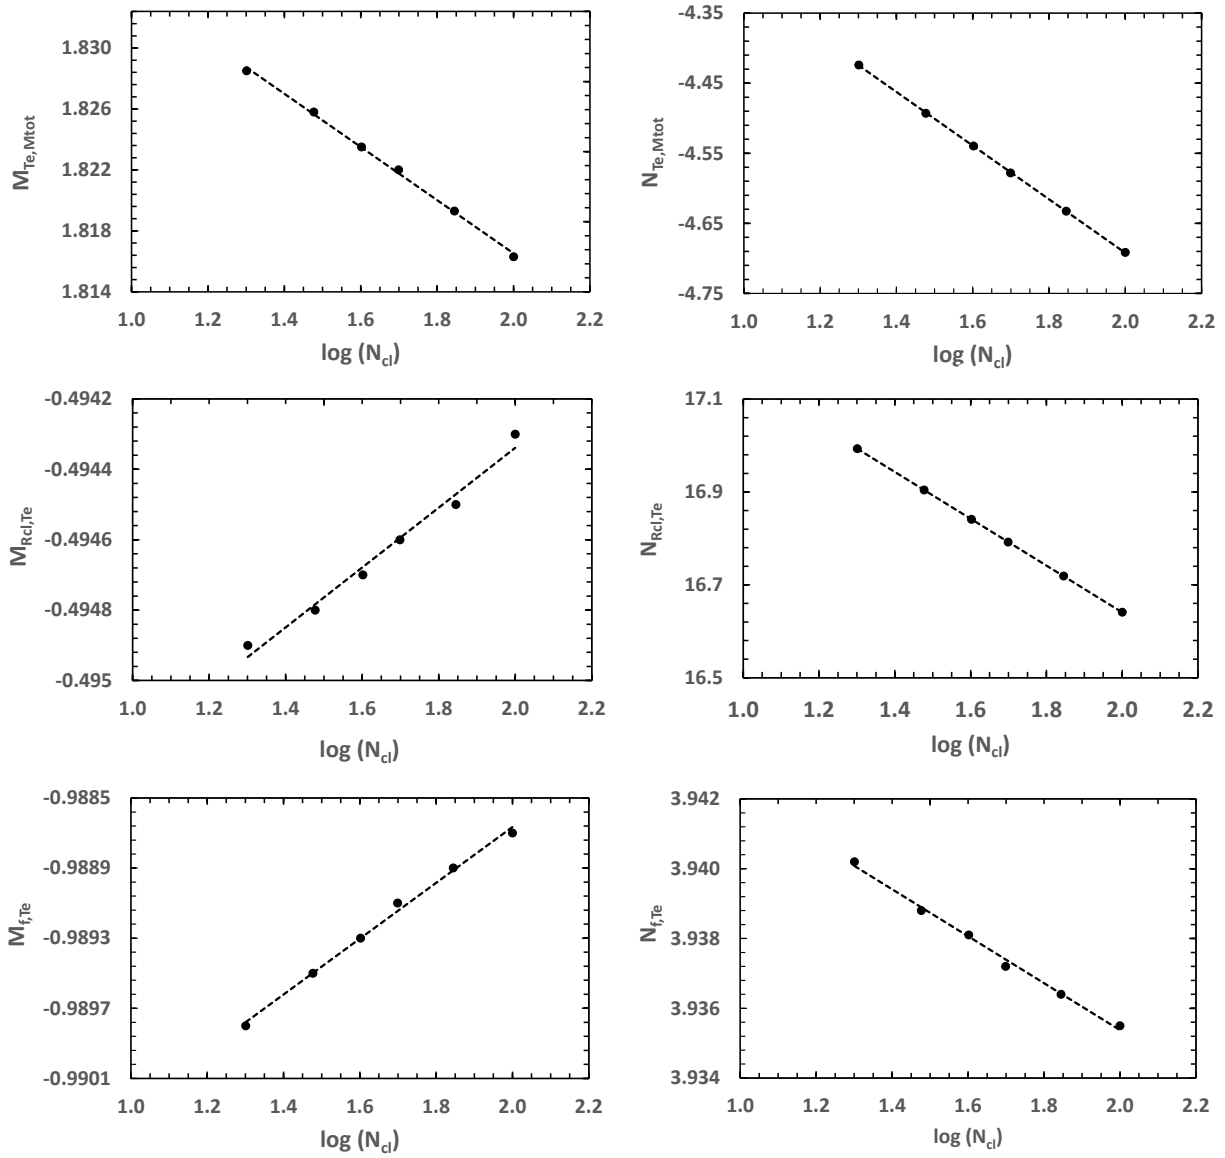 M_Te,Mtot
1.830
1.826
1.822
1.818
1.814
1.0 1.2 1.4 1.6 1.8 2.0 2.2
log (N_cl)
N_Te,Mtot
-4.35
-4.45
-4.55
-4.65
-4.75
1.0 1.2 1.4 1.6 1.8 2.0 2.2
log (N_cl)
M_Rcl,Te
-0.4942
-0.4944
-0.4946
-0.4948
-0.495
1.0 1.2 1.4 1.6 1.8 2.0 2.2
log (N_cl)
N_Rcl,Te
17.1
16.9
16.7
16.5
1.0 1.2 1.4 1.6 1.8 2.0 2.2
log (N_cl)
M_f,Te
-0.9885
-0.9889
-0.9893
-0.9897
-0.9901
1.0 1.2 1.4 1.6 1.8 2.0 2.2
log (N_cl)
N_f,Te
3.942
3.940
3.938
3.936
3.934
1.0 1.2 1.4 1.6 1.8 2.0 2.2
log (N_cl)